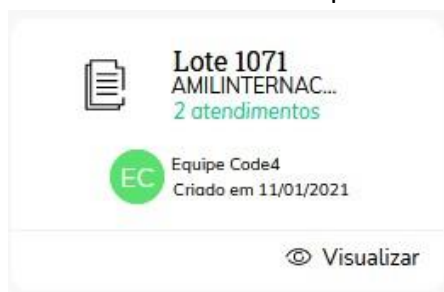 Lote 1071
AMILINTERNAC...
2 atendimentos
EC
Equipe Code4
Criado em 11/01/2021
Visualizar